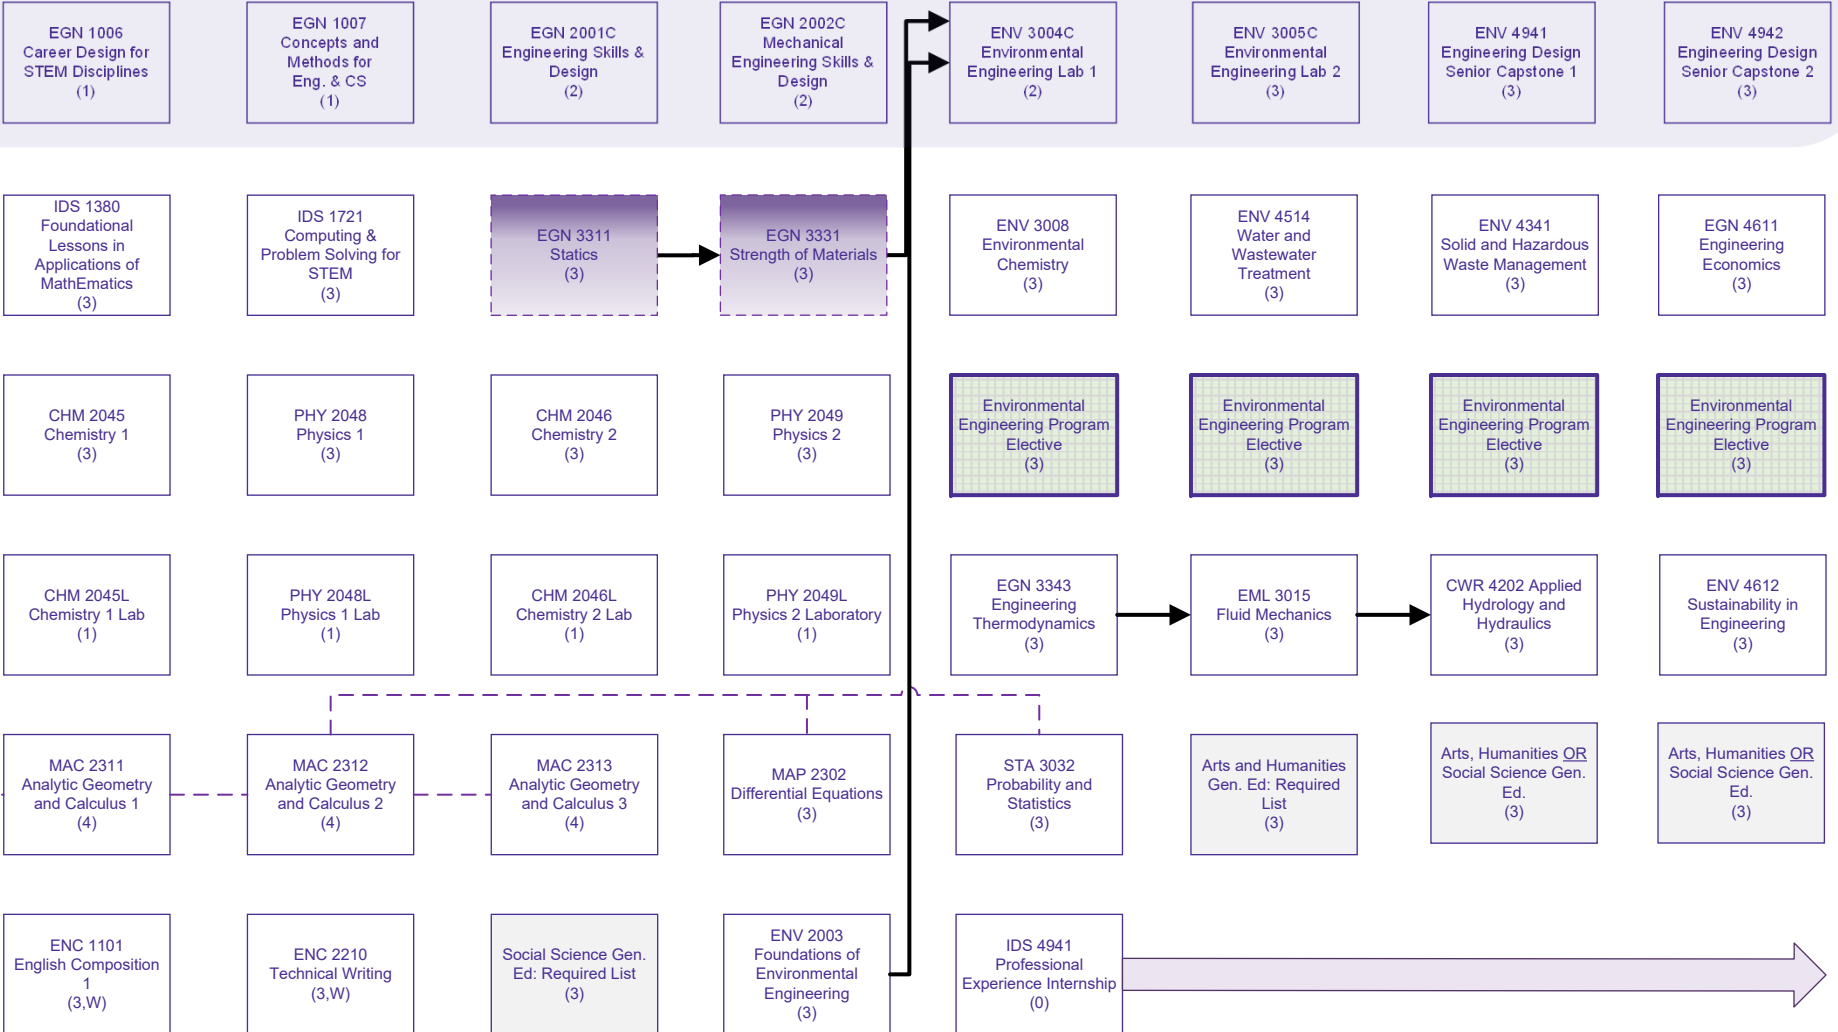 EGN 1006
Career Design for
STEM Disciplines
(1)
EGN 1007
Concepts and
Methods for
Eng. & CS
(1)
EGN 2001C
Engineering Skills &
Design
(2)
EGN 2002C
Mechanical
Engineering Skills &
Design
(2)
ENV 3004C
Environmental
Engineering Lab 1
(2)
ENV 3005C
Environmental
Engineering Lab 2
(3)
ENV 4941
Engineering Design
Senior Capstone 1
(3)
ENV 4942
Engineering Design
Senior Capstone 2
(3)
IDS 1380
Foundational
Lessons in
Applications of
MathEmatics
(3)
IDS 1721
Computing &
Problem Solving for
STEM
(3)
EGN 3311
Statics
(3)
EGN 3331
Strength of Materials
(3)
ENV 3008
Environmental
Chemistry
(3)
ENV 4514
Water and
Wastewater
Treatment
(3)
ENV 4341
Solid and Hazardous
Waste Management
(3)
EGN 4611
Engineering
Economics
(3)
CHM 2045
Chemistry 1
(3)
PHY 2048
Physics 1
(3)
CHM 2046
Chemistry 2
(3)
PHY 2049
Physics 2
(3)
Environmental
Engineering Program
Elective
(3)
Environmental
Engineering Program
Elective
(3)
Environmental
Engineering Program
Elective
(3)
Environmental
Engineering Program
Elective
(3)
CHM 2045L
Chemistry 1 Lab
(1)
PHY 2048L
Physics 1 Lab
(1)
CHM 2046L
Chemistry 2 Lab
(1)
PHY 2049L
Physics 2 Laboratory
(1)
EGN 3343
Engineering
Thermodynamics
(3)
EML 3015
Fluid Mechanics
(3)
CWR 4202 Applied
Hydrology and
Hydraulics
(3)
ENV 4612
Sustainability in
Engineering
(3)
MAC 2311
Analytic Geometry
and Calculus 1
(4)
MAC 2312
Analytic Geometry
and Calculus 2
(4)
MAC 2313
Analytic Geometry
and Calculus 3
(4)
MAP 2302
Differential Equations
(3)
STA 3032
Probability and
Statistics
(3)
Arts and Humanities
Gen. Ed: Required
List
(3)
Arts, Humanities OR
Social Science Gen.
Ed.
(3)
Arts, Humanities OR
Social Science Gen.
Ed.
(3)
ENC 1101
English Composition
1
(3,W)
ENC 2210
Technical Writing
(3,W)
Social Science Gen.
Ed: Required List
(3)
ENV 2003
Foundations of
Environmental
Engineering
(3)
IDS 4941
Professional
Experience Internship
(0)